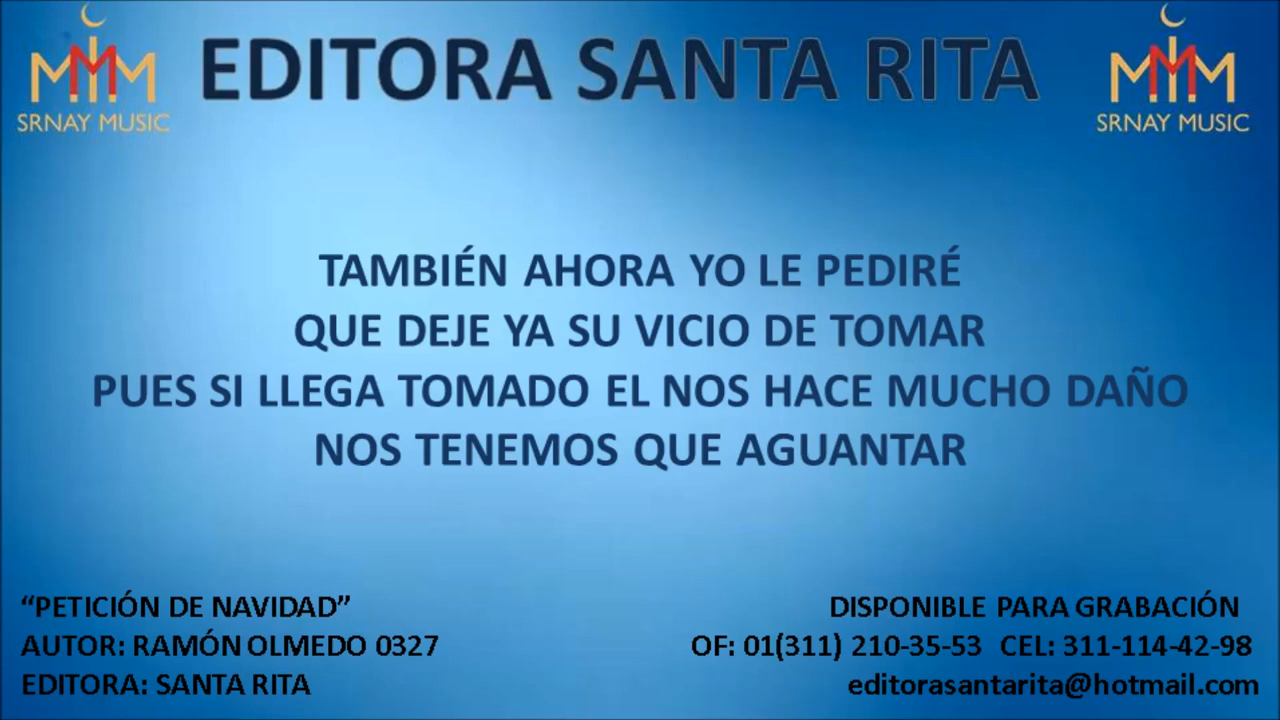 EDITORA SANTA RITA
SRNAY MUSIC
SRNAY MUSIC
TAMBIÉN AHORA YO LE PEDIRÉ
QUE DEJE YA SU VICIO DE TOMAR
PUES SI LLEGA TOMADO EL NOS HACE MUCHO DAÑO
NOS TENEMOS QUE AGUANTAR
“PETICIÓN DE NAVIDAD”
AUTOR: RAMÓN OLMEDO 0327
EDITORA: SANTA RITA
DISPONIBLE PARA GRABACIÓN
OF: 01(311) 210-35-53 CEL: 311-114-42-98
editorasantarita@hotmail.com